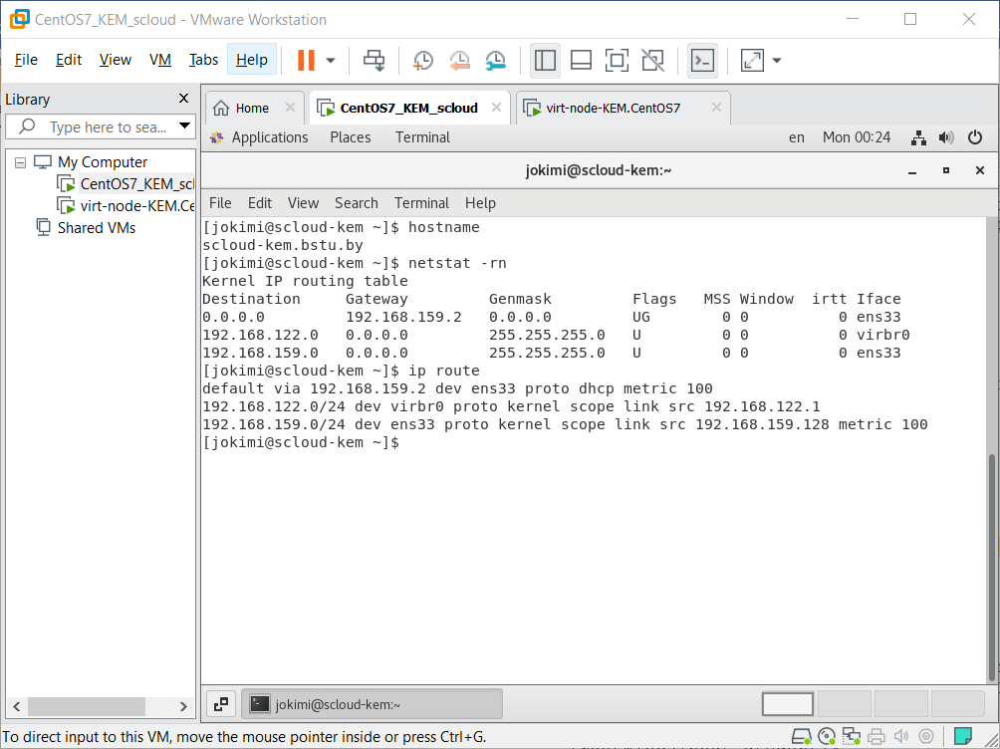 CentOS7_KEM_scloud - VMware Workstation
File Edit View VM Tabs Help
Library
Type here to sea...
My Computer
CentOS7_KEM_scl
virt-node-KEM.Ce
Shared VMs
Home CentOS7_KEM_scloud virt-node-KEM.CentOS7
Applications Places Terminal en Mon 00:24
jokimi@scloud-kem:~
File Edit View Search Terminal Help
[jokimi@scloud-kem ~]$ hostname
scloud-kem.bstu.by
[jokimi@scloud-kem ~]$ netstat -rn
Kernel IP routing table
Destination     Gateway         Genmask         Flags   MSS Window  irtt Iface
0.0.0.0         192.168.159.2   0.0.0.0         UG        0 0          0 ens33
192.168.122.0   0.0.0.0         255.255.255.0   U         0 0          0 virbr0
192.168.159.0   0.0.0.0         255.255.255.0   U         0 0          0 ens33
[jokimi@scloud-kem ~]$ ip route
default via 192.168.159.2 dev ens33 proto dhcp metric 100
192.168.122.0/24 dev virbr0 proto kernel scope link src 192.168.122.1
192.168.159.0/24 dev ens33 proto kernel scope link src 192.168.159.128 metric 100
[jokimi@scloud-kem ~]$
jokimi@scloud-kem:~
To direct input to this VM, move the mouse pointer inside or press Ctrl+G.